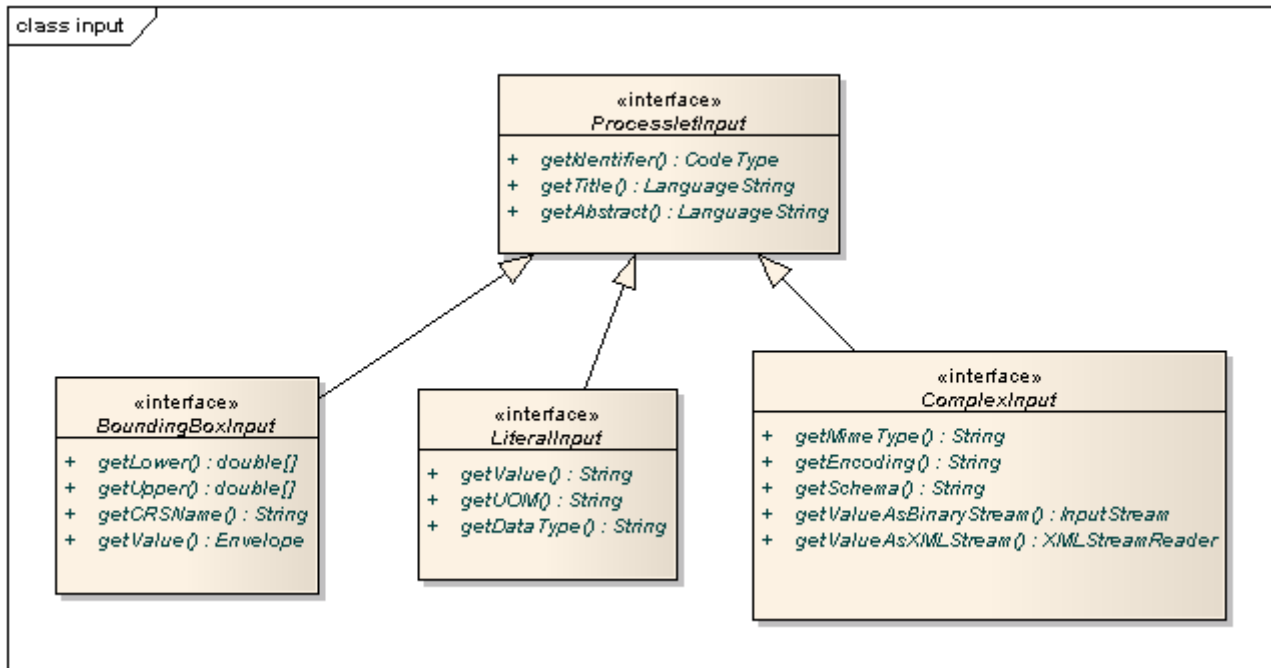 class input
«interface»
ProcessletInput
+ getIdentifier() : CodeType
+ getTitle() : LanguageString
+ getAbstract() : LanguageString
«interface»
BoundingBoxInput
+ getLower() : double[]
+ getUpper() : double[]
+ getCRSName() : String
+ getValue() : Envelope
«interface»
LiteralInput
+ getValue() : String
+ getUOM() : String
+ getDataType() : String
«interface»
ComplexInput
+ getMimeType() : String
+ getEncoding() : String
+ getSchema() : String
+ getValueAsBinaryStream() : InputStream
+ getValueAsXMLStream() : XMLStreamReader